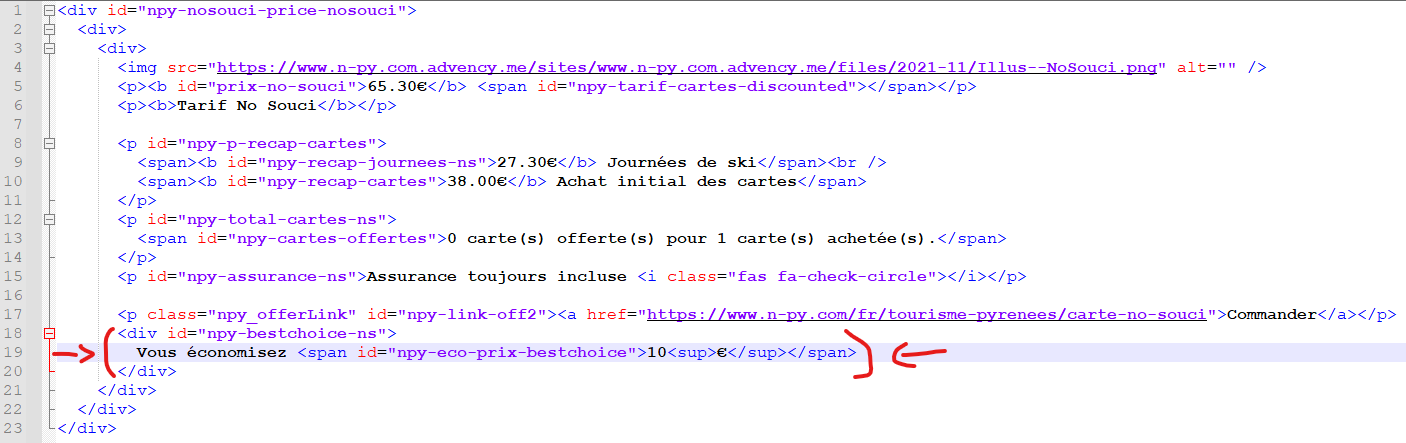 1 <div id="npy-nosouci-price-nosouci">
2 <div>
3 <div>
4 <img src="https://www.n-py.com.advency.me/sites/www.n-py.com.advency.me/files/2021-11/Illus--NoSouci.png" alt="" />
5 <p><b id="prix-no-souci">65.30€</b> <span id="npy-tarif-cartes-discounted"></span></p>
6 <p><b>Tarif No Souci</b></p>
7
8 <p id="npy-p-recap-cartes">
9 <span><b id="npy-recap-journees-ns">27.30€</b> Journées de ski</span><br />
10 <span><b id="npy-recap-cartes">38.00€</b> Achat initial des cartes</span>
11 </p>
12 <p id="npy-total-cartes-ns">
13 <span id="npy-cartes-offertes">0 carte(s) offerte(s) pour 1 carte(s) achetée(s).</span>
14 </p>
15 <p id="npy-assurance-ns">Assurance toujours incluse <i class="fas fa-check-circle"></i></p>
16
17 <p class="npy_offerLink" id="npy-link-off2"><a href="https://www.n-py.com/fr/tourisme-pyrenees/carte-no-souci">Commander</a></p>
18 <div id="npy-bestchoice-ns">
19 Vous économisez <span id="npy-eco-prix-bestchoice">10<sup>€</sup></span>
20 </div>
21 </div>
22 </div>
23 </div>